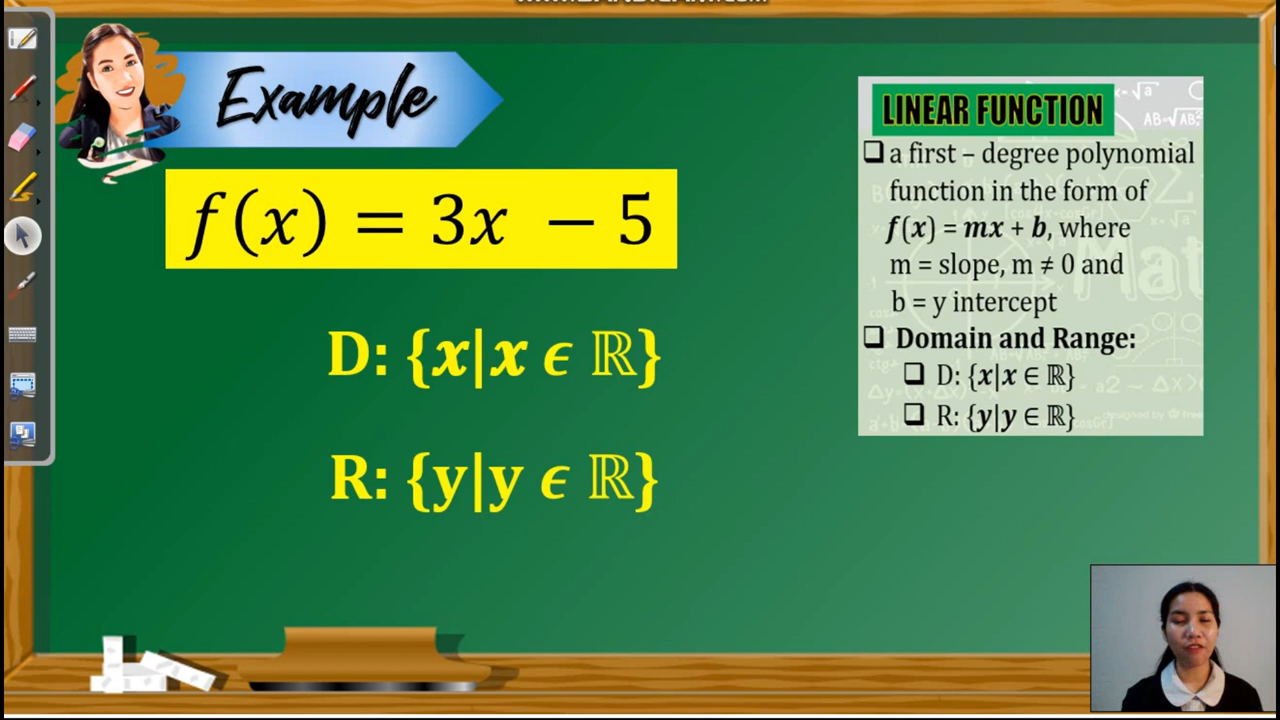 Example
f(x) = 3x − 5
D: {x|x ϵ ℝ}
R: {y|y ϵ ℝ}
LINEAR FUNCTION
❑ a first – degree polynomial
function in the form of
f(x) = mx + b, where
m = slope, m ≠ 0 and
b = y intercept
❑ Domain and Range:
❑ D: {x|x ∈ ℝ}
❑ R: {y|y ∈ ℝ}